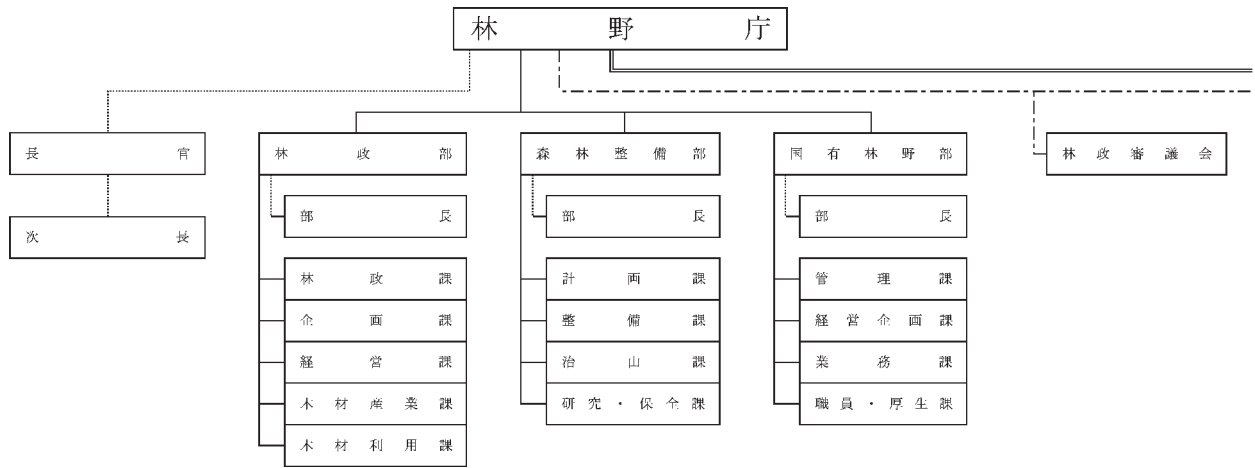 林野庁
長官
次長
林政部
部長
林政課
企画課
経営課
木材産業課
木材利用課
森林整備部
部長
計画課
整備課
治山課
研究・保全課
国有林野部
部長
管理課
経営企画課
業務課
職員・厚生課
林政審議会